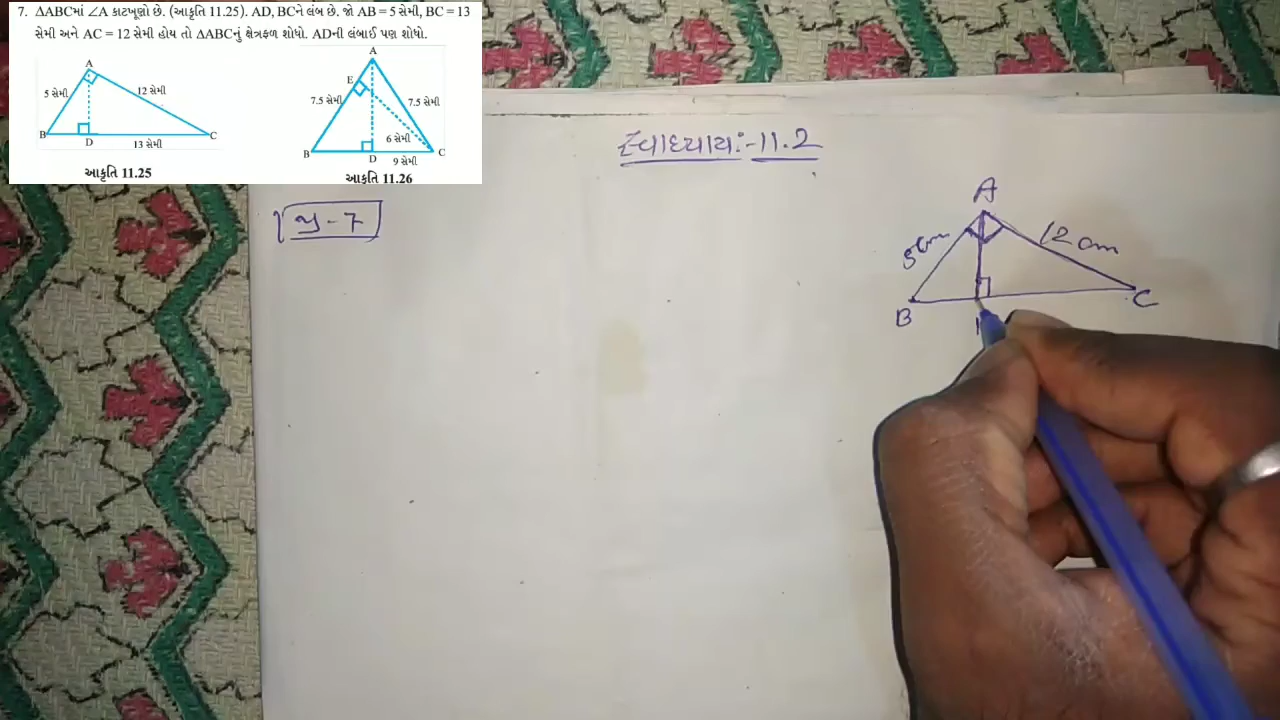 7. ΔABCમાં ∠A કાટખૂણો છે. (આકૃતિ 11.25). AD, BCને લંબ છે. જો AB = 5 સેમી, BC = 13
સેમી અને AC = 12 સેમી હોય તો ΔABCનું ક્ષેત્રફળ શોધો. ADની લંબાઈ પણ શોધો.
A
5 સેમી
12 સેમી
B
D
C
13 સેમી
આકૃતિ 11.25
A
E
7.5 સેમી
7.5 સેમી
6 સેમી
B
D
C
9 સેમી
આકૃતિ 11.26
સ્વાધ્યાય:-11.2
પ્ર-7
A
5cm
12 cm
B
C